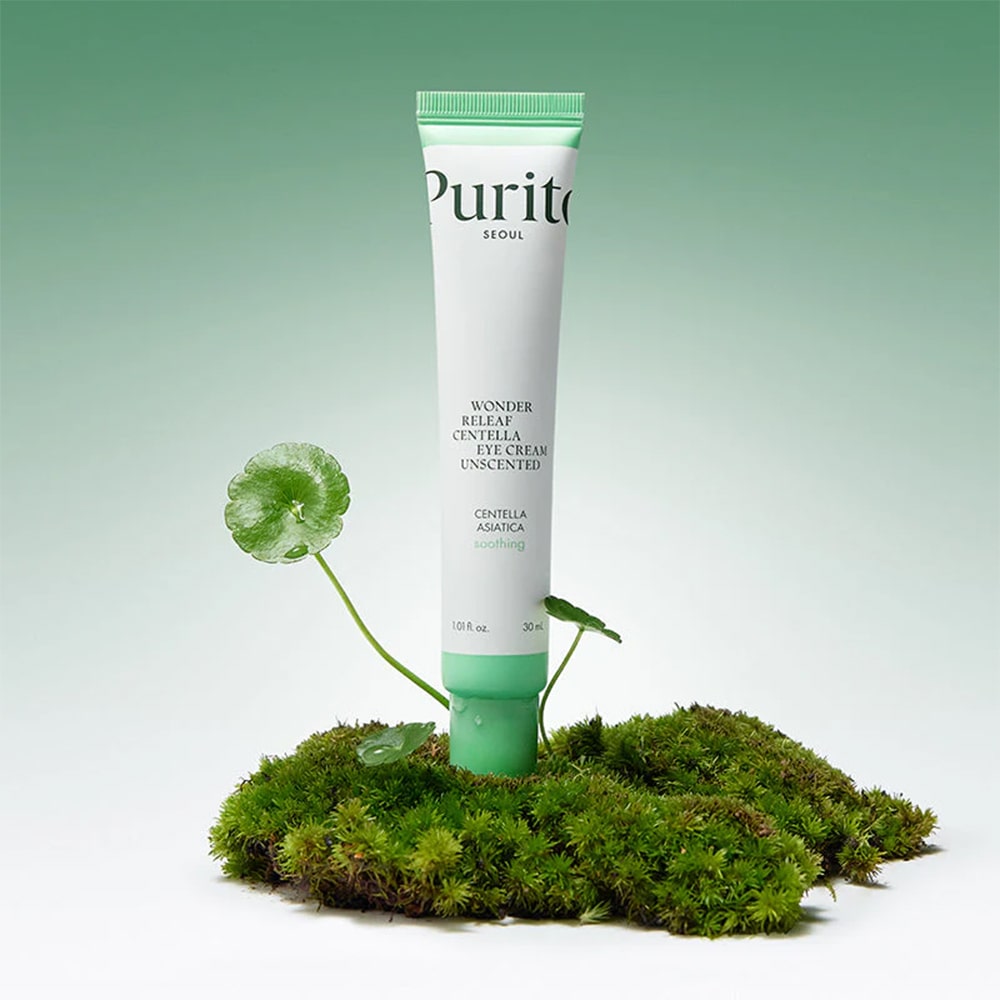 Purito
SEOUL
WONDER
RELEAF
CENTELLA
EYE CREAM
UNSCENTED
CENTELLA
ASIATICA
soothing
1.01 fl. oz. 30 mL